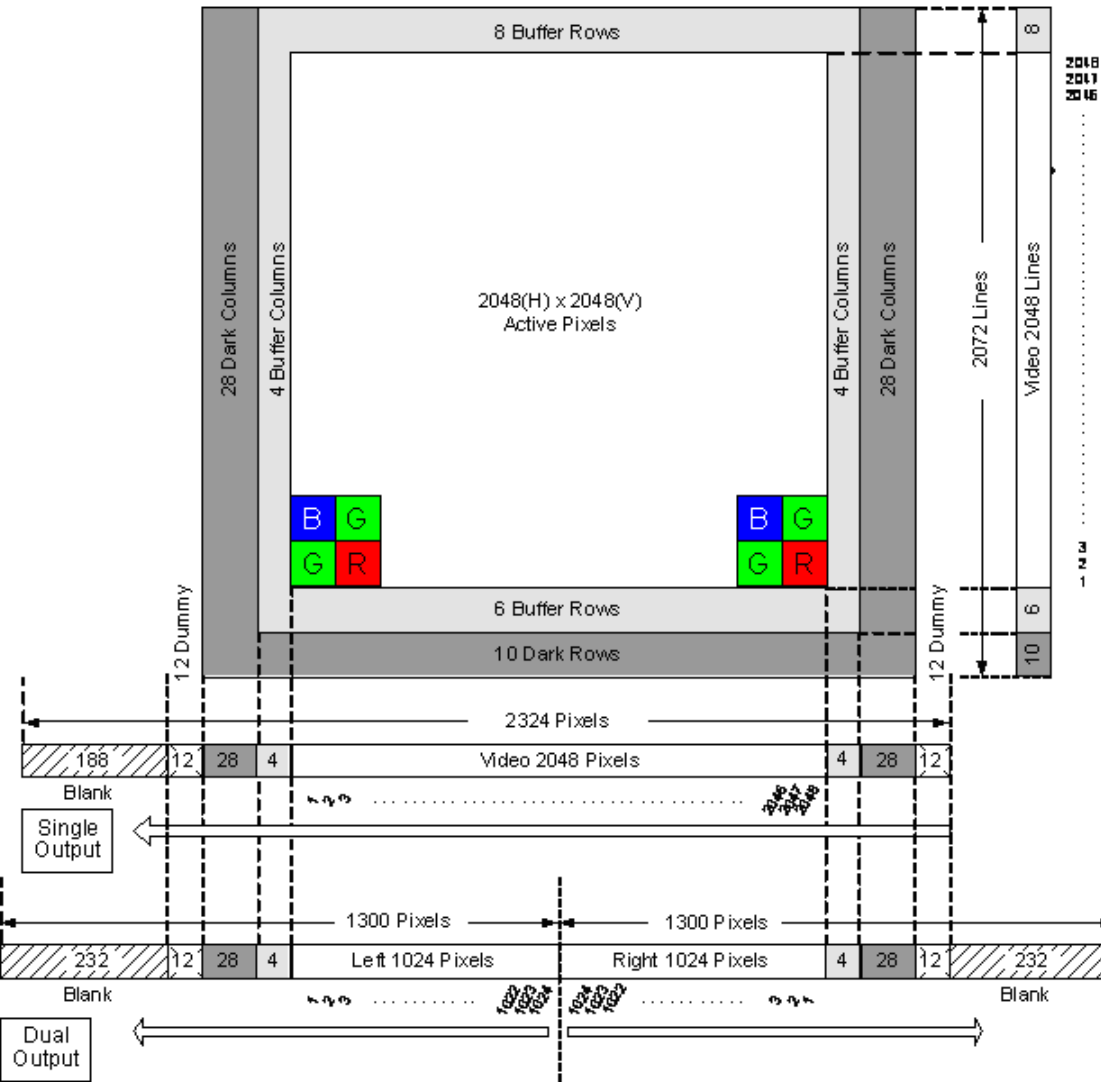 8 Buffer Rows
8
2048
2047
2046
28 Dark Columns
4 Buffer Columns
2048(H) x 2048(V)
Active Pixels
4 Buffer Columns
28 Dark Columns
2072 Lines
Video 2048 Lines
B G
G R
B G
G R
3
2
1
12 Dummy
6 Buffer Rows
6
10 Dark Rows
10
12 Dummy
2324 Pixels
188 12 28 4 Video 2048 Pixels 4 28 12
Blank
1 2 3 2046 2047 2048
Single
Output
1300 Pixels 1300 Pixels
232 12 28 4 Left 1024 Pixels Right 1024 Pixels 4 28 12 232
Blank Blank
1 2 3 1022 1023 1024 1024 1023 1022 3 2 1
Dual
Output